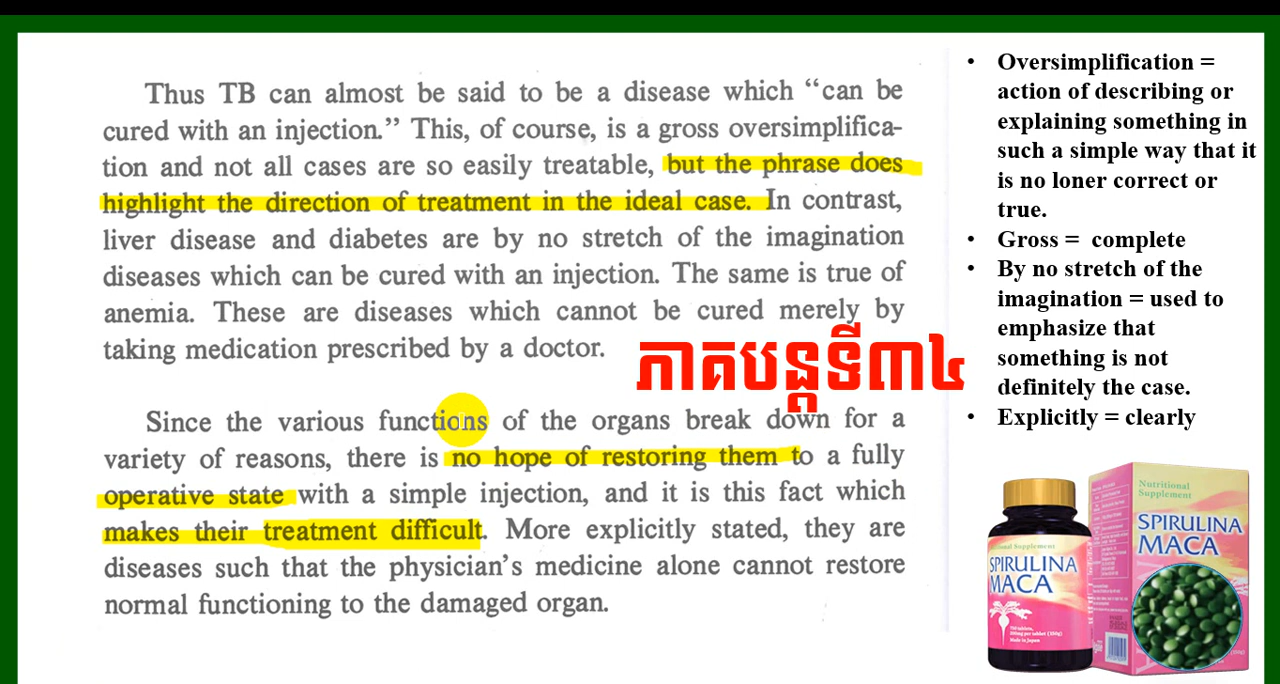 Thus TB can almost be said to be a disease which “can be
cured with an injection.” This, of course, is a gross oversimplifica-
tion and not all cases are so easily treatable, but the phrase does
highlight the direction of treatment in the ideal case. In contrast,
liver disease and diabetes are by no stretch of the imagination
diseases which can be cured with an injection. The same is true of
anemia. These are diseases which cannot be cured merely by
taking medication prescribed by a doctor.
ភាគបន្តទី៣៤
Since the various functions of the organs break down for a
variety of reasons, there is no hope of restoring them to a fully
operative state with a simple injection, and it is this fact which
makes their treatment difficult. More explicitly stated, they are
diseases such that the physician’s medicine alone cannot restore
normal functioning to the damaged organ.
• Oversimplification =
action of describing or
explaining something in
such a simple way that it
is no loner correct or
true.
• Gross = complete
• By no stretch of the
imagination = used to
emphasize that
something is not
definitely the case.
• Explicitly = clearly
Nutritional Supplement
SPIRULINA
MACA
Made in Japan
Nutritional
Supplement
SPIRULINA
MACA